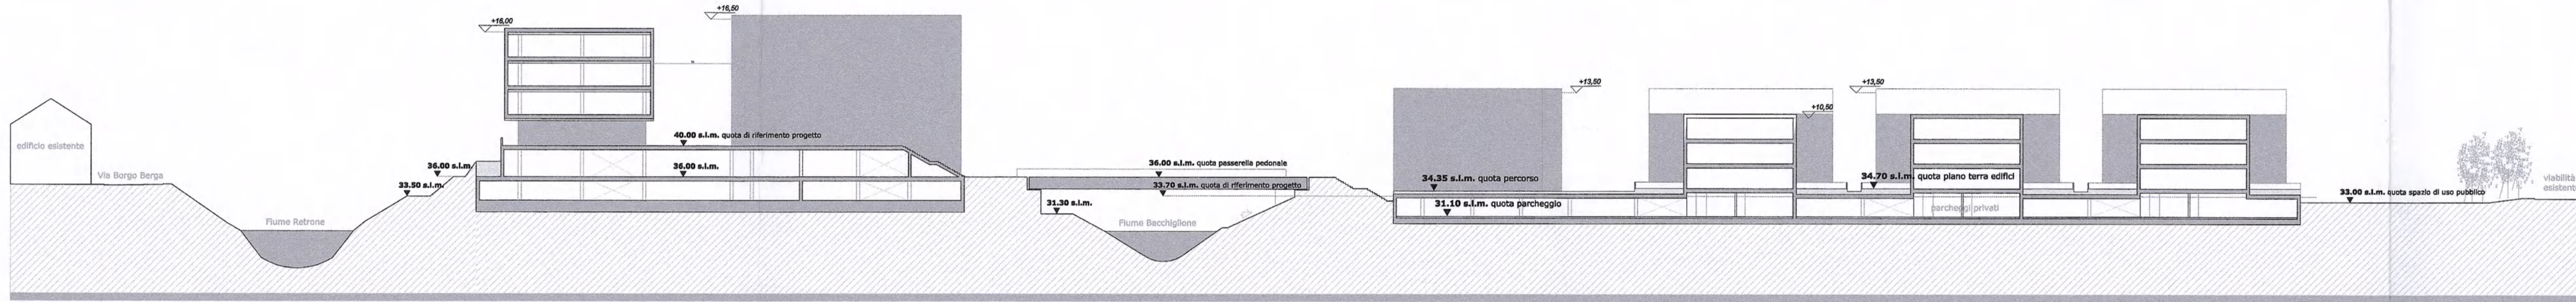 +16,00
+16,50
+13,50
+13,50
+10,50
edificio esistente
Via Borgo Berga
36.00 s.l.m.
33.50 s.l.m.
Fiume Retrone
40.00 s.l.m. quota di riferimento progetto
36.00 s.l.m.
36.00 s.l.m. quota passerella pedonale
33.70 s.l.m. quota di riferimento progetto
31.30 s.l.m.
Fiume Bacchiglione
34.35 s.l.m. quota percorso
31.10 s.l.m. quota parcheggio
34.70 s.l.m. quota piano terra edifici
parcheggi privati
33.00 s.l.m. quota spazio di uso pubblico
viabilità
esistente